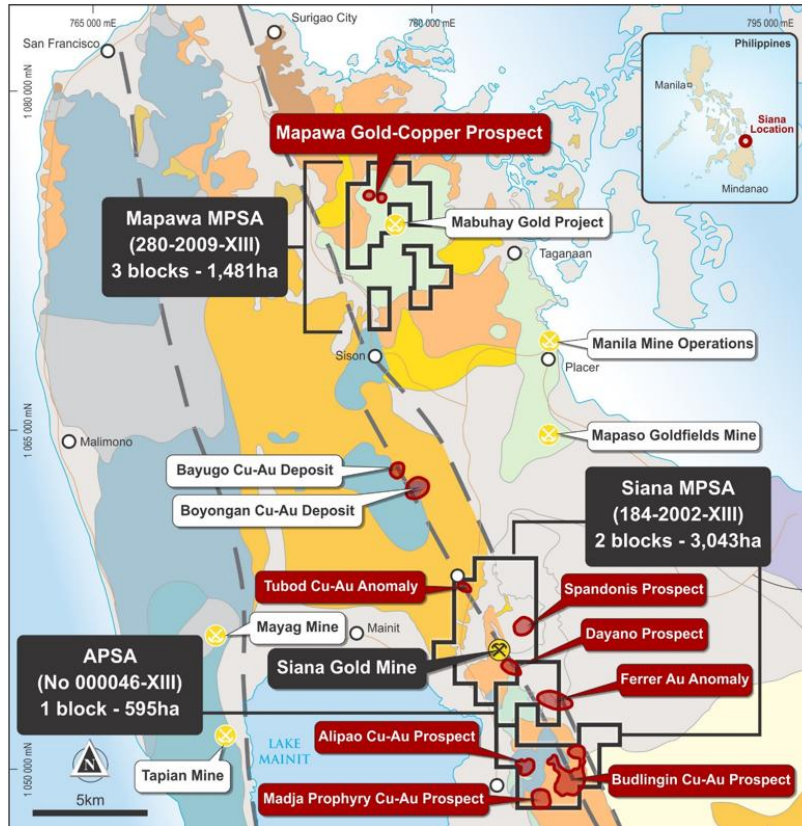 765 000 mE
780 000 mE
795 000 mE
Surigao City
San Francisco
Philippines
Manila
Siana
Location
Mindanao
1 080 000 mN
Mapawa Gold-Copper Prospect
Mapawa MPSA
(280-2009-XIII)
3 blocks - 1,481ha
Mabuhay Gold Project
Taganaan
Manila Mine Operations
Sison
Placer
1 065 000 mN
Malimono
Mapaso Goldfields Mine
Bayugo Cu-Au Deposit
Boyongan Cu-Au Deposit
Siana MPSA
(184-2002-XIII)
2 blocks - 3,043ha
Tubod Cu-Au Anomaly
Spandonis Prospect
Mayag Mine
Mainit
Dayano Prospect
APSA
(No 000046-XIII)
1 block - 595ha
Siana Gold Mine
Ferrer Au Anomaly
Alipao Cu-Au Prospect
LAKE
MAINIT
N
1 050 000 mN
Tapian Mine
Budlingin Cu-Au Prospect
5km
Madja Prophyry Cu-Au Prospect